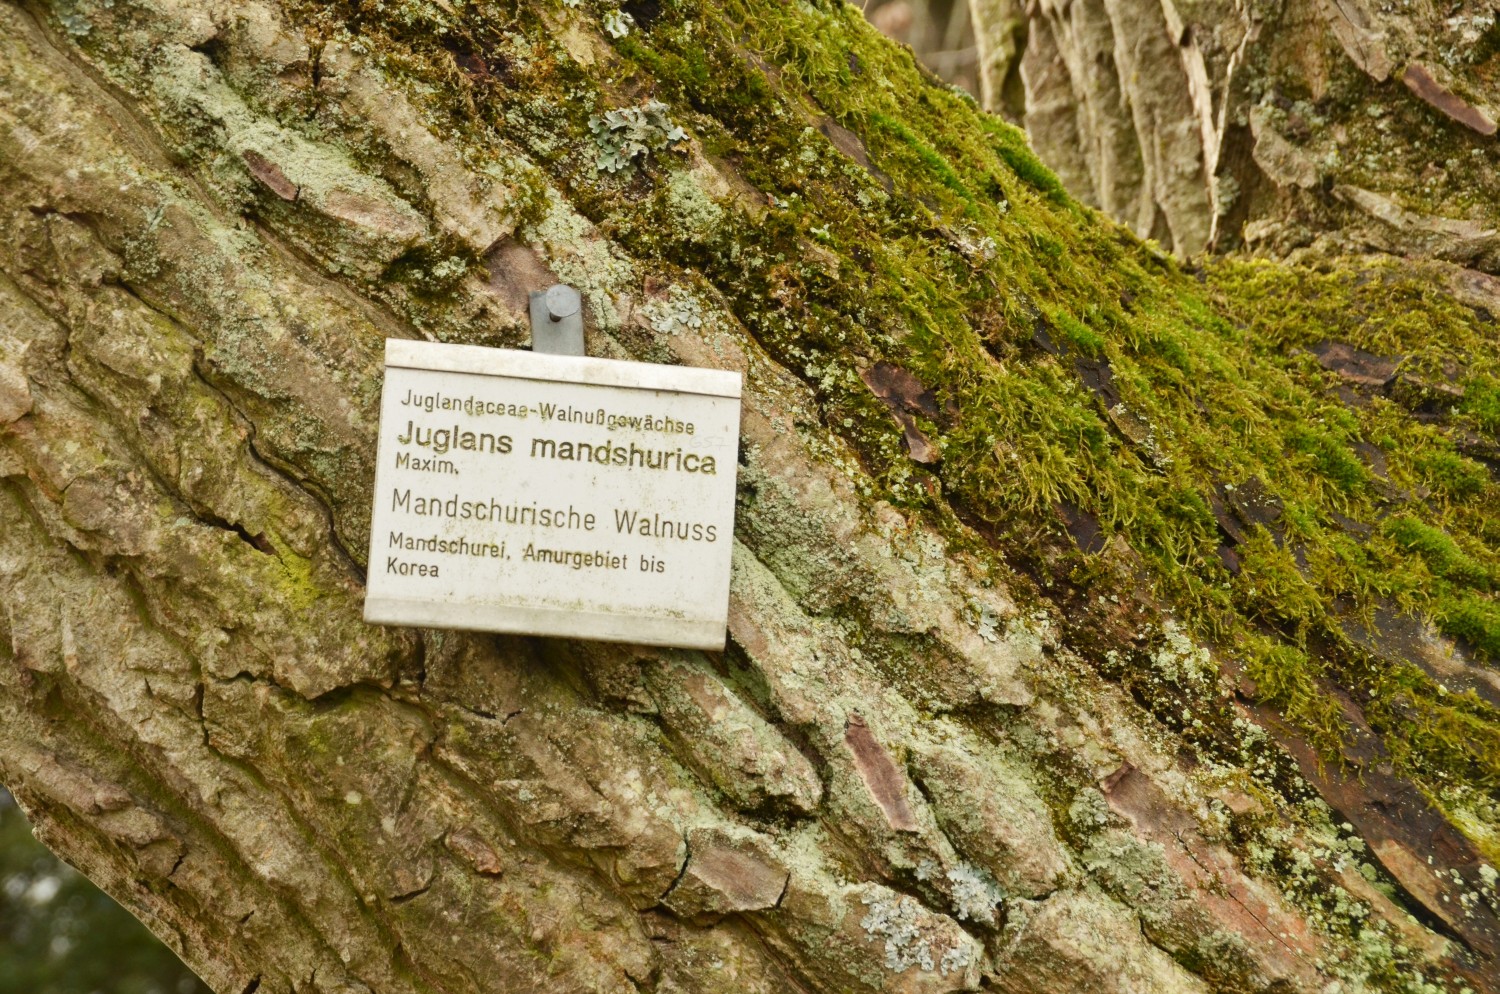 Juglandaceae-Walnußgewächse
Juglans mandshurica
Maxim.
Mandschurische Walnuss
Mandschurei, Amurgebiet bis
Korea